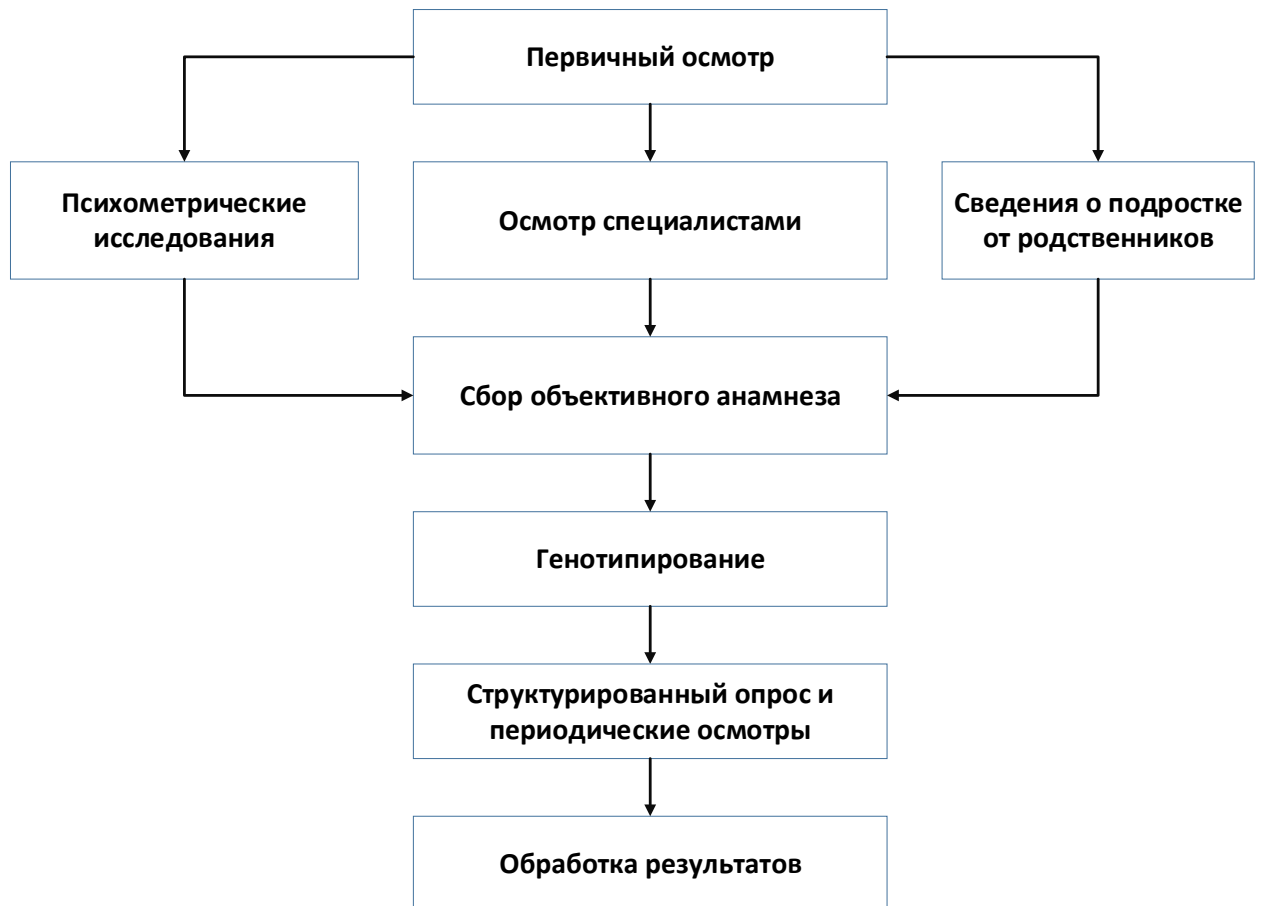 Первичный осмотр
Психометрические
исследования
Осмотр специалистами
Сведения о подростке
от родственников
Сбор объективного анамнеза
Генотипирование
Структурированный опрос и
периодические осмотры
Обработка результатов